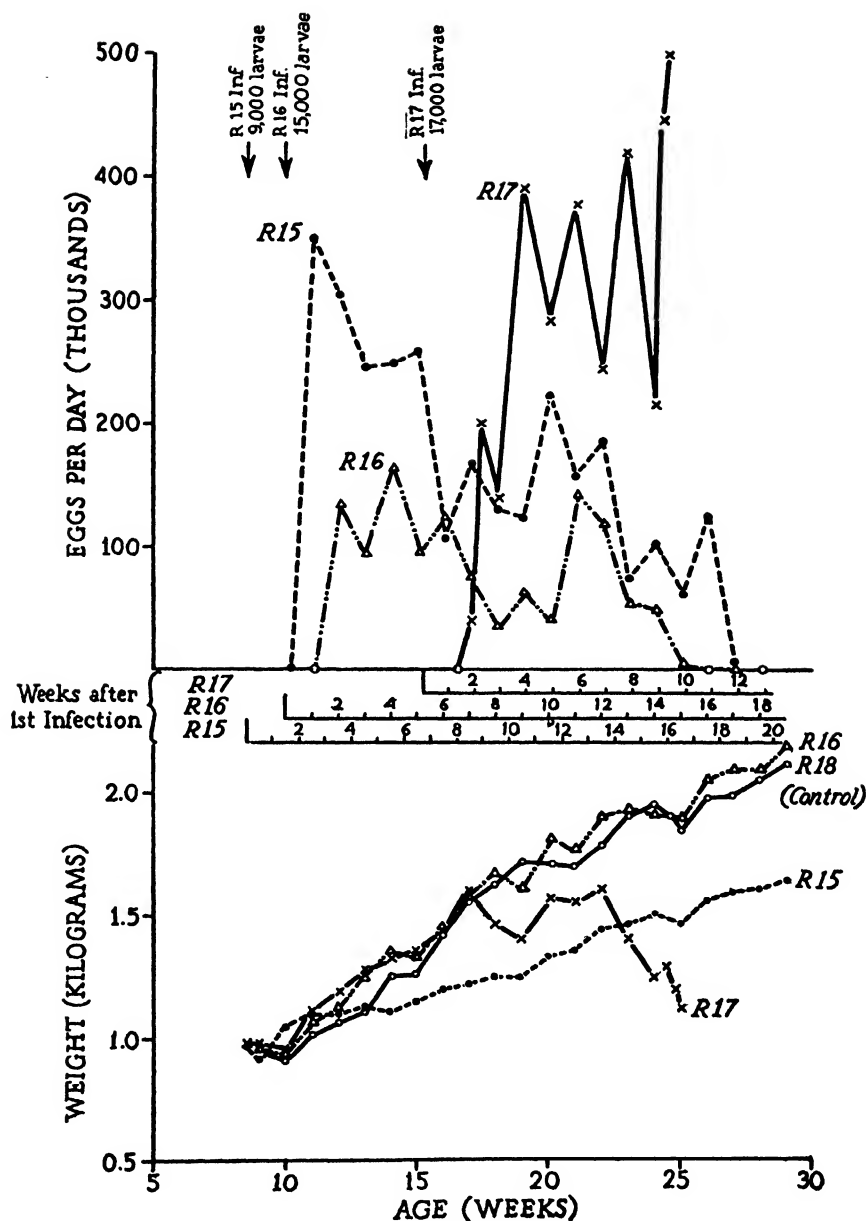 500
400
300
200
100
EGGS PER DAY (THOUSANDS)
R 15 Inf.
9,000 larvae
R 16 Inf.
15,000 larvae
R 17 Inf.
17,000 larvae
R15
R16
R17
Weeks after
1st Infection
R17
R16
R15
2 4 6 8 10 12
2 4 6 8 10 12 14 16 18
2 4 6 8 10 12 14 16 18 20
2.0
1.5
1.0
0.5
WEIGHT (KILOGRAMS)
R16
R18
(Control)
R15
R17
5 10 15 20 25 30
AGE (WEEKS)